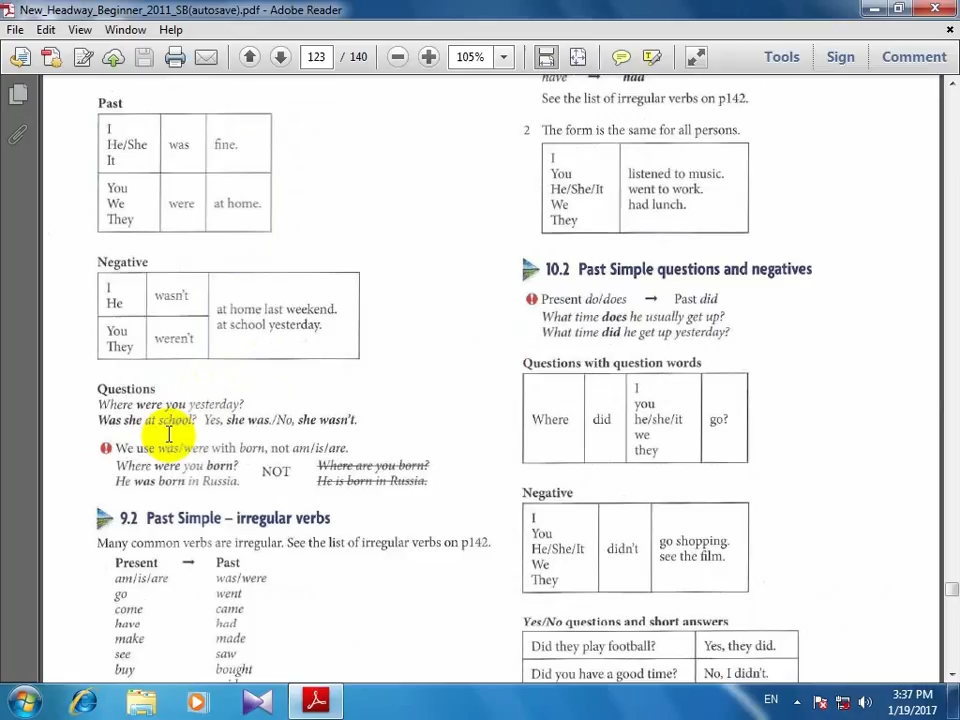 New_Headway_Beginner_2011_SB(autosave).pdf - Adobe Reader
File Edit View Window Help
123 / 140 105% Tools Sign Comment
Past
I
He/She was fine.
It
You
We were at home.
They
Negative
I
He wasn't
at home last weekend.
at school yesterday.
You
They weren't
Questions
Where were you yesterday?
Was she at school? Yes, she was./No, she wasn't.
We use was/were with born, not am/is/are.
Where were you born? NOT Where are you born?
He was born in Russia. He is born in Russia.
9.2 Past Simple – irregular verbs
Many common verbs are irregular. See the list of irregular verbs on p142.
Present → Past
am/is/are was/were
go went
come came
have had
make made
see saw
buy bought
have → had
See the list of irregular verbs on p142.
2 The form is the same for all persons.
I
You listened to music.
He/She/It went to work.
We had lunch.
They
10.2 Past Simple questions and negatives
Present do/does → Past did
What time does he usually get up?
What time did he get up yesterday?
Questions with question words
I
you
Where did he/she/it go?
we
they
Negative
I
You
He/She/It didn't go shopping.
We see the film.
They
Yes/No questions and short answers
Did they play football? Yes, they did.
Did you have a good time? No, I didn't.
EN 3:37 PM
1/19/2017